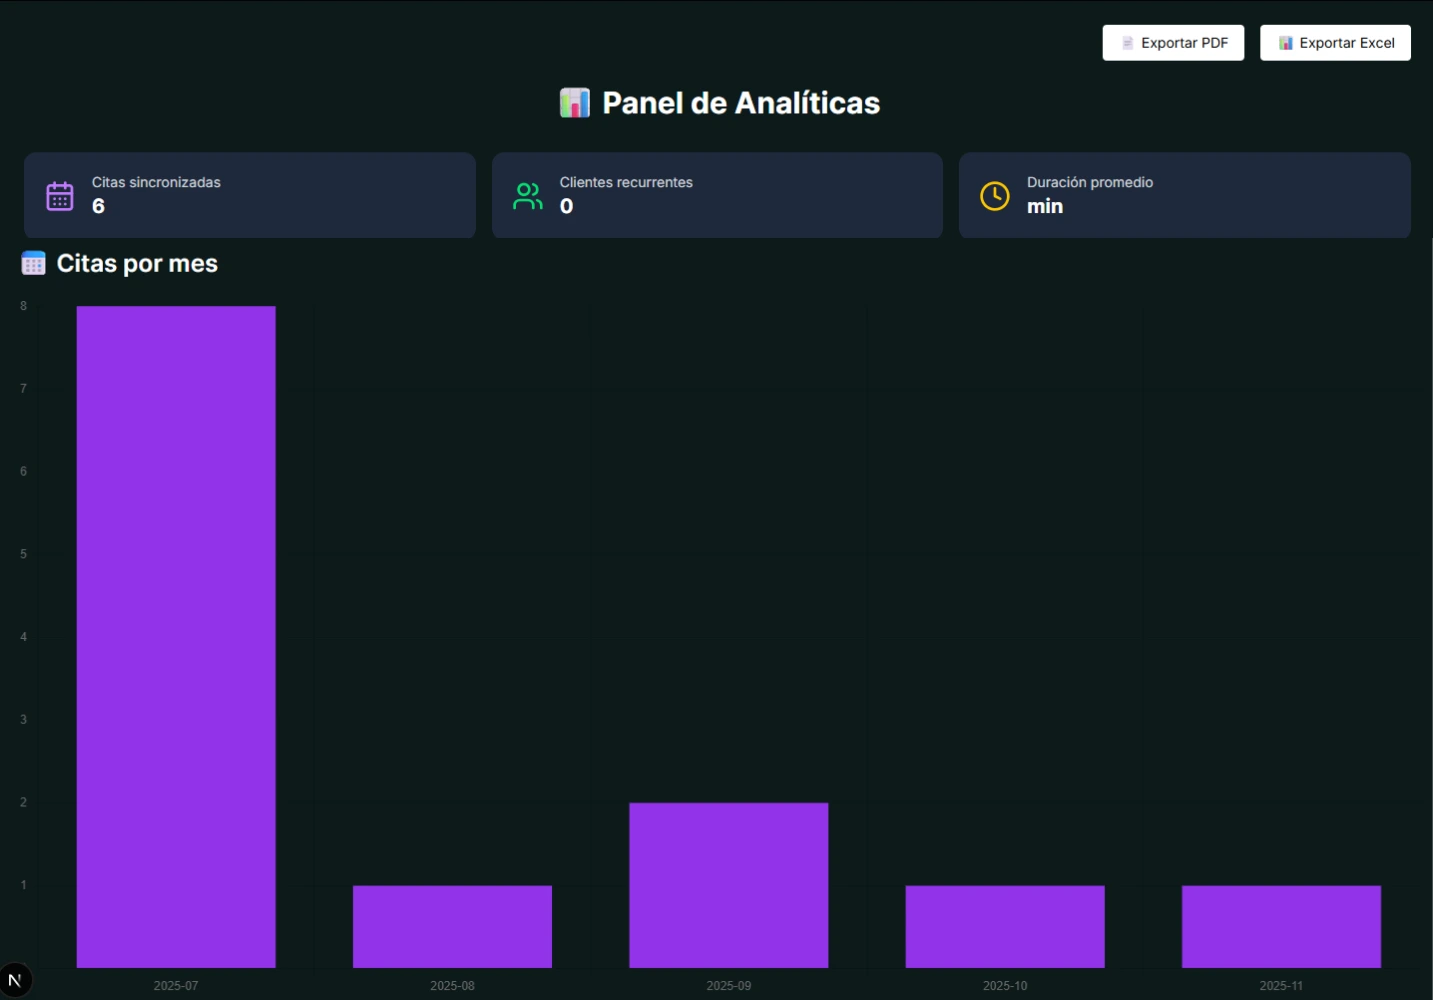 Exportar PDF
Exportar Excel
Panel de Analíticas
Citas sincronizadas
6
Clientes recurrentes
0
Duración promedio
min
Citas por mes
8
7
6
5
4
3
2
1
2025-07
2025-08
2025-09
2025-10
2025-11
N